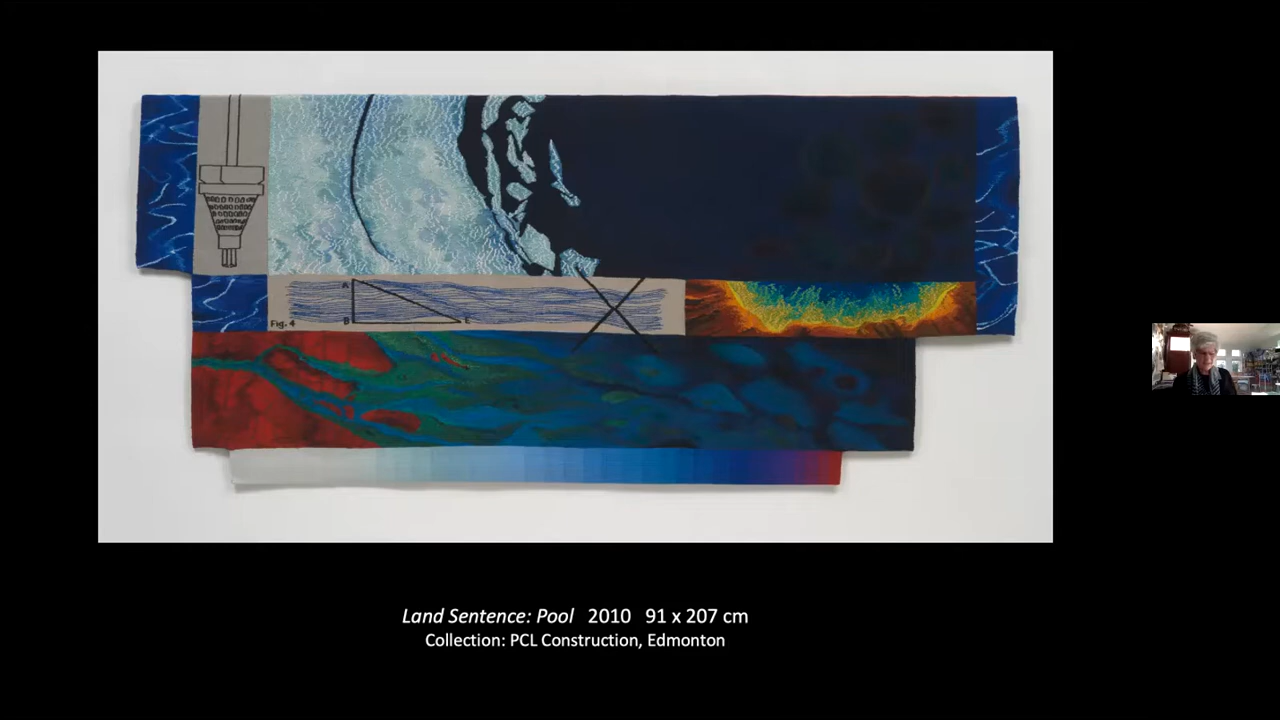 A
B
E
Fig. 4
Land Sentence: Pool 2010 91 x 207 cm
Collection: PCL Construction, Edmonton